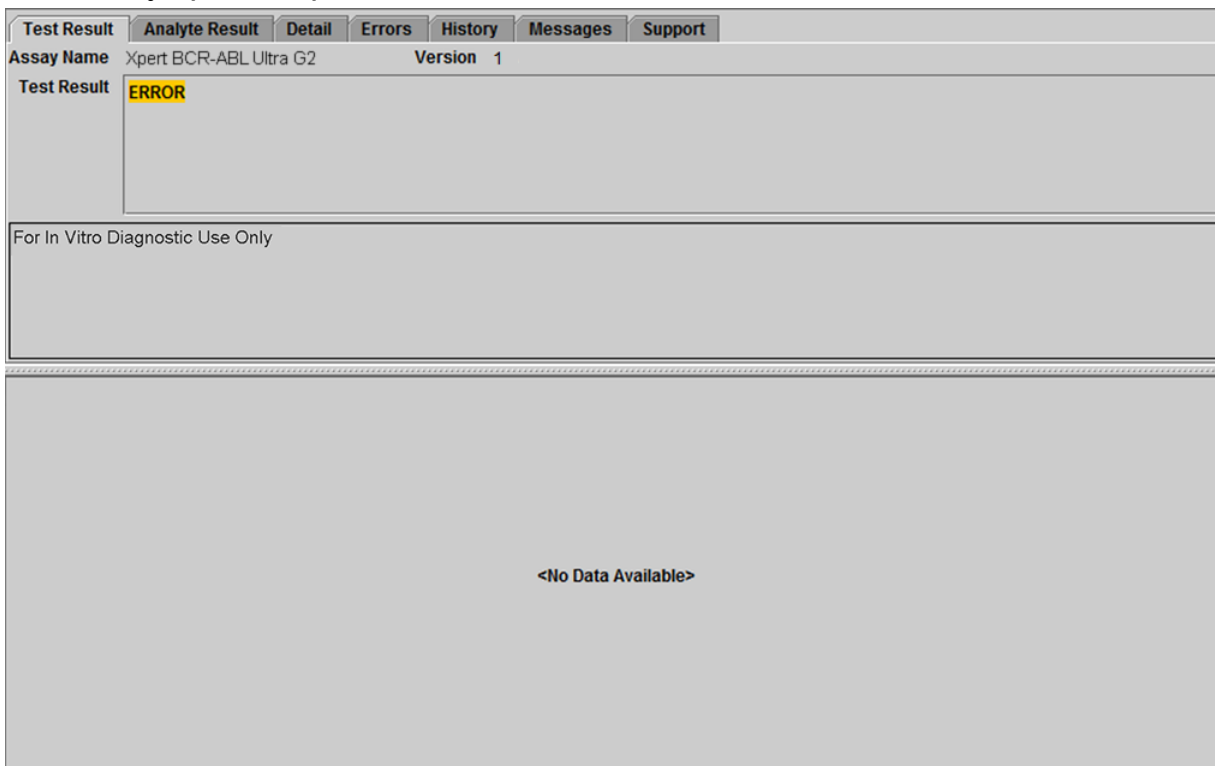 Test Result Analyte Result Detail Errors History Messages Support
Assay Name Xpert BCR-ABL Ultra G2 Version 1
Test Result ERROR
For In Vitro Diagnostic Use Only
<No Data Available>